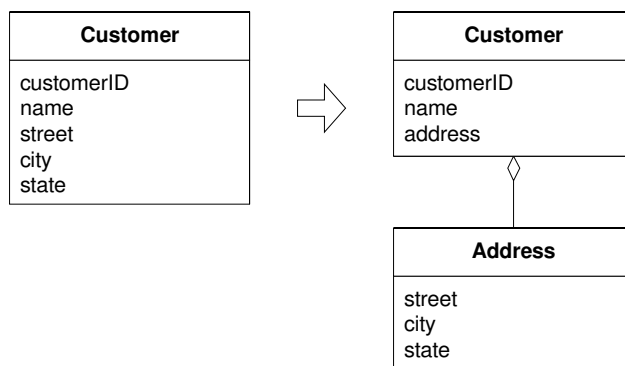 Customer
customerID
name
street
city
state
Customer
customerID
name
address
Address
street
city
state